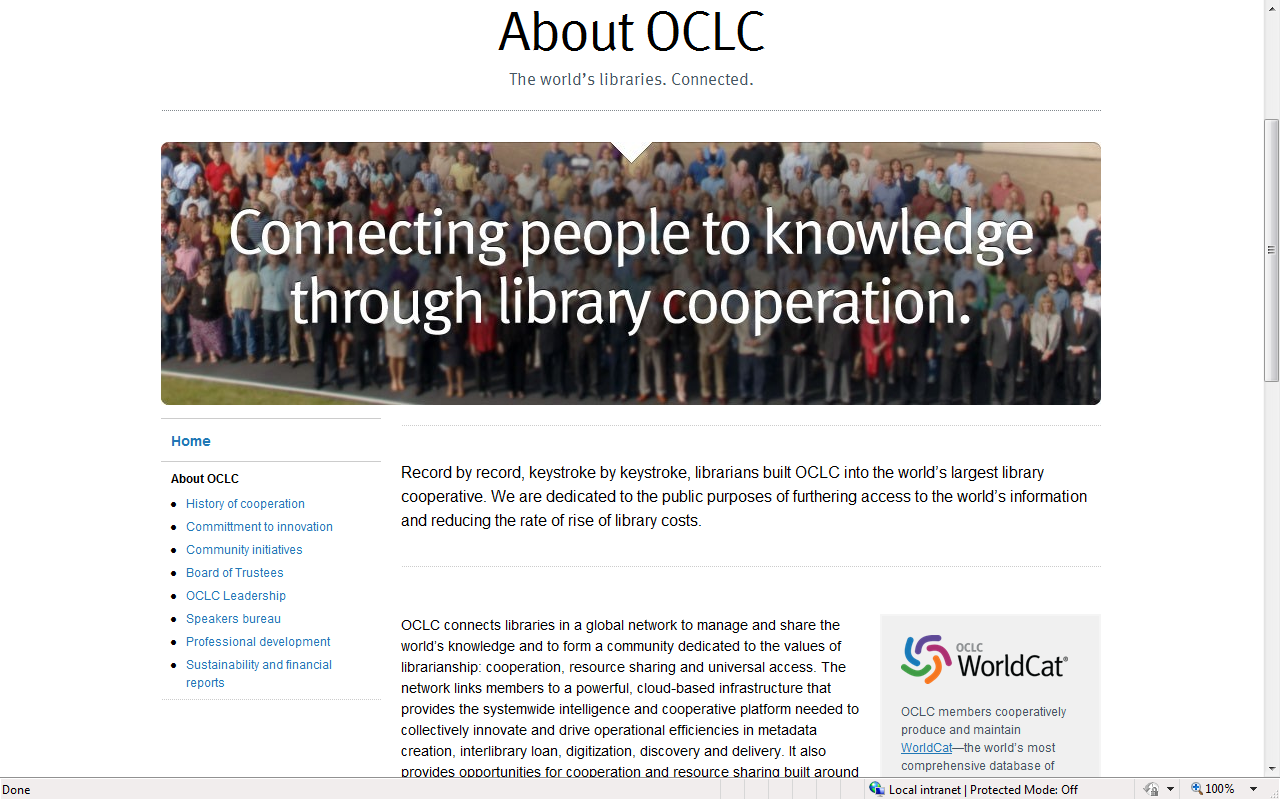 About OCLC
The world’s libraries. Connected.
Connecting people to knowledge
through library cooperation.
Home
About OCLC
History of cooperation
Committment to innovation
Community initiatives
Board of Trustees
OCLC Leadership
Speakers bureau
Professional development
Sustainability and financial
reports
Record by record, keystroke by keystroke, librarians built OCLC into the world’s largest library
cooperative. We are dedicated to the public purposes of furthering access to the world’s information
and reducing the rate of rise of library costs.
OCLC connects libraries in a global network to manage and share the
world’s knowledge and to form a community dedicated to the values of
librarianship: cooperation, resource sharing and universal access. The
network links members to a powerful, cloud-based infrastructure that
provides the systemwide intelligence and cooperative platform needed to
collectively innovate and drive operational efficiencies in metadata
creation, interlibrary loan, digitization, discovery and delivery. It also
provides opportunities for cooperation and resource sharing built around
OCLC
WorldCat®
OCLC members cooperatively
produce and maintain
WorldCat—the world’s most
comprehensive database of
Done
Local intranet | Protected Mode: Off
100%